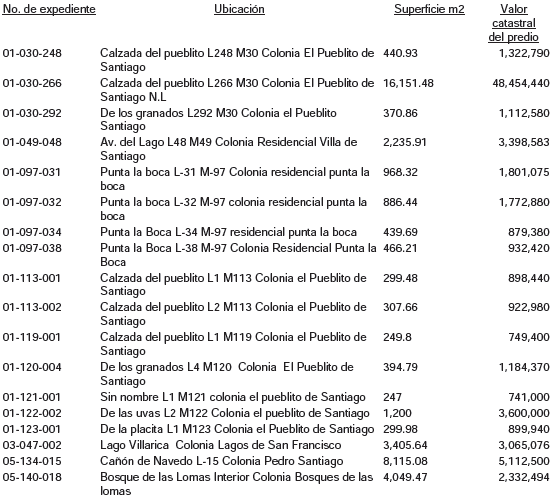 No. de expediente Ubicación Superficie m2 Valor
catastral
del predio
01-030-248 Calzada del pueblito L248 M30 Colonia El Pueblito de 440.93 1,322,790
Santiago
01-030-266 Calzada del pueblito L266 M30 Colonia El Pueblito de 16,151.48 48,454,440
Santiago N.L
01-030-292 De los granados L292 M30 Colonia el Pueblito 370.86 1,112,580
Santiago
01-049-048 Av. del Lago L48 M49 Colonia Residencial Villa de 2,235.91 3,398,583
Santiago
01-097-031 Punta la boca L-31 M-97 Colonia residencial punta la 968.32 1,801,075
boca
01-097-032 Punta la boca L-32 M-97 colonia residencial punta la 886.44 1,772,880
boca
01-097-034 Punta la Boca L-34 M-97 residencial punta la boca 439.69 879,380
01-097-038 Punta la Boca L-38 M-97 Colonia Residencial Punta la 466.21 932,420
Boca
01-113-001 Calzada del pueblito L1 M113 Colonia el Pueblito de 299.48 898,440
Santiago
01-113-002 Calzada del pueblito L2 M113 Colonia el Pueblito de 307.66 922,980
Santiago
01-119-001 Calzada del pueblito L1 M119 Colonia el Pueblito de 249.8 749,400
Santiago
01-120-004 De los granados L4 M120 Colonia El Pueblito de 394.79 1,184,370
Santiago
01-121-001 Sin nombre L1 M121 colonia el pueblito de Santiago 247 741,000
01-122-002 De las uvas L2 M122 Colonia el pueblito de Santiago 1,200 3,600,000
01-123-001 De la placita L1 M123 Colonia el Pueblito de Santiago 299.98 899,940
03-047-002 Lago Villarica Colonia Lagos de San Francisco 3,405.64 3,065,076
05-134-015 Cañón de Navedo L-15 Colonia Pedro Santiago 8,115.08 5,112,500
05-140-018 Bosque de las Lomas Interior Colonia Bosques de las 4,049.47 2,332,494
lomas